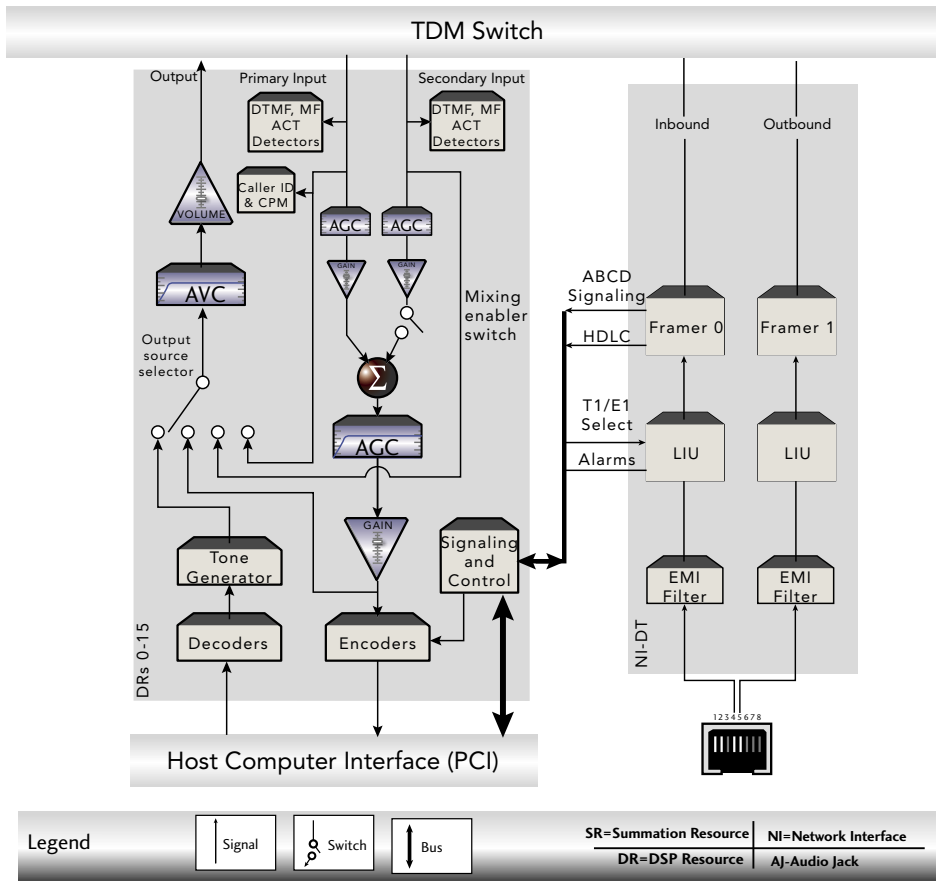 TDM Switch
Output
Primary Input
Secondary Input
DTMF, MF
ACT
Detectors
DTMF, MF
ACT
Detectors
Inbound
Outbound
Caller ID
& CPM
VOLUME
AGC
AGC
GAIN
GAIN
AVC
Mixing
enabler
switch
ABCD
Signaling
Framer 0
Framer 1
HDLC
Output
source
selector
Σ
T1/E1
Select
AGC
LIU
LIU
Alarms
GAIN
Signaling
and
Control
Tone
Generator
EMI
Filter
EMI
Filter
Decoders
Encoders
DRs 0-15
NI-DT
12345678
Host Computer Interface (PCI)
Legend
Signal
Switch
Bus
SR=Summation Resource
NI=Network Interface
DR=DSP Resource
AJ-Audio Jack